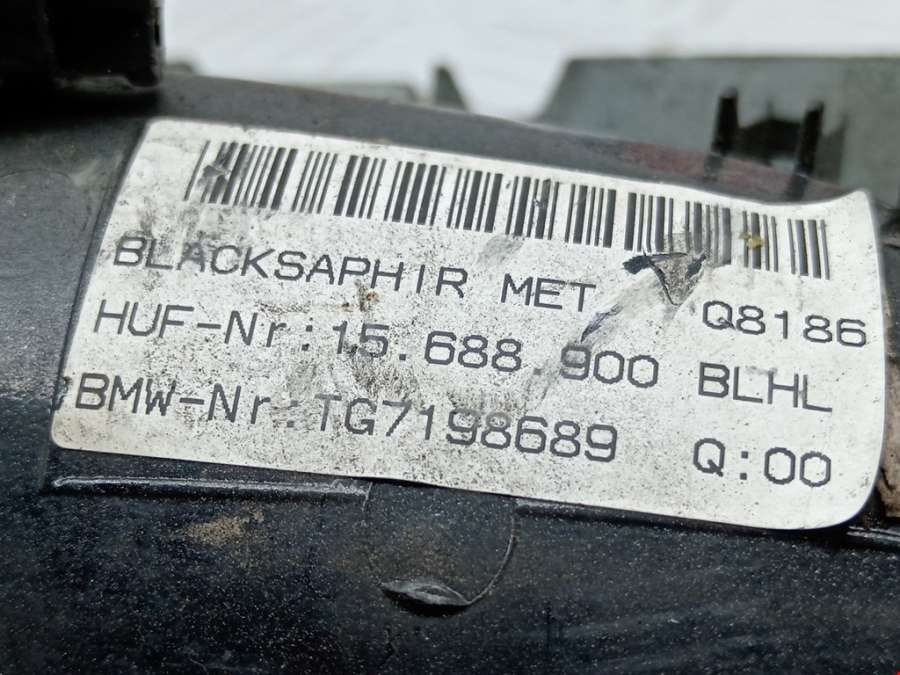 BLACKSAPHIR MET Q8186
HUF-Nr:15.688.900 BLHL
BMW-Nr:TG7198689 Q:00